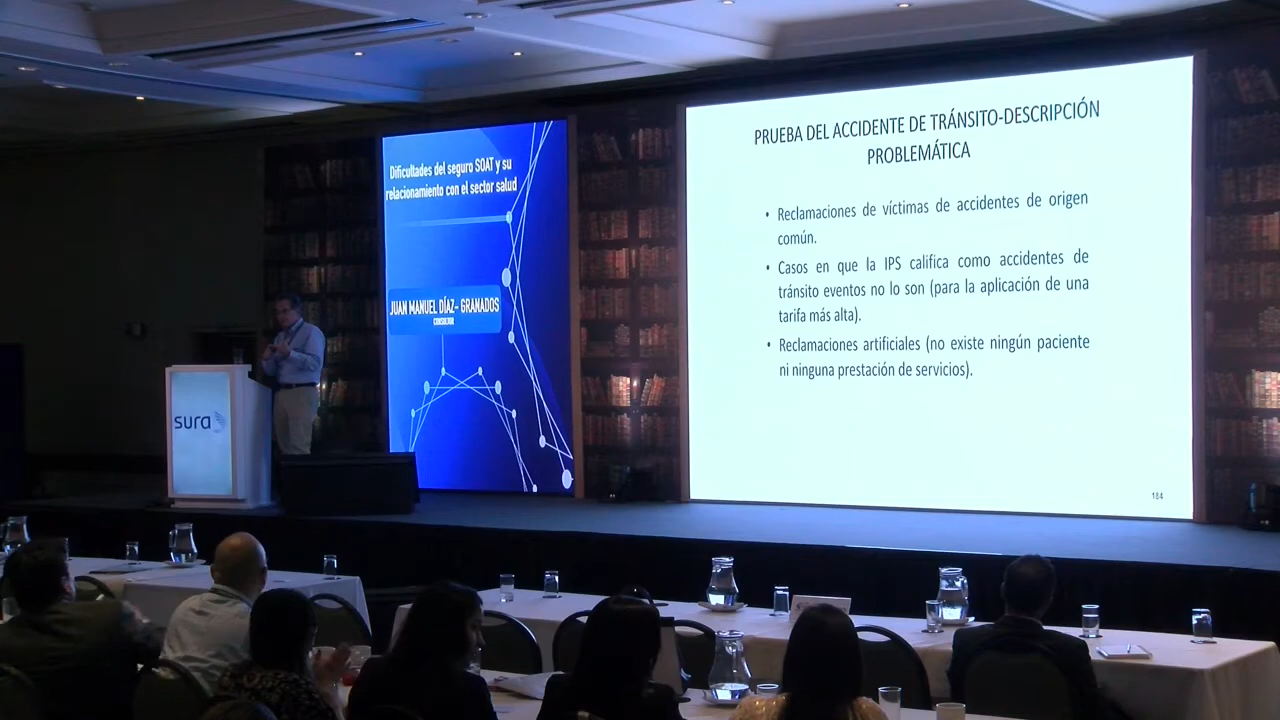 Dificultades del seguro SOAT y su
relacionamiento con el sector salud
JUAN MANUEL DÍAZ- GRANADOS
CONSULTOR
sura
PRUEBA DEL ACCIDENTE DE TRÁNSITO-DESCRIPCIÓN
PROBLEMÁTICA
• Reclamaciones de víctimas de accidentes de origen
común.
• Casos en que la IPS califica como accidentes de
tránsito eventos no lo son (para la aplicación de una
tarifa más alta).
• Reclamaciones artificiales (no existe ningún paciente
ni ninguna prestación de servicios).
184